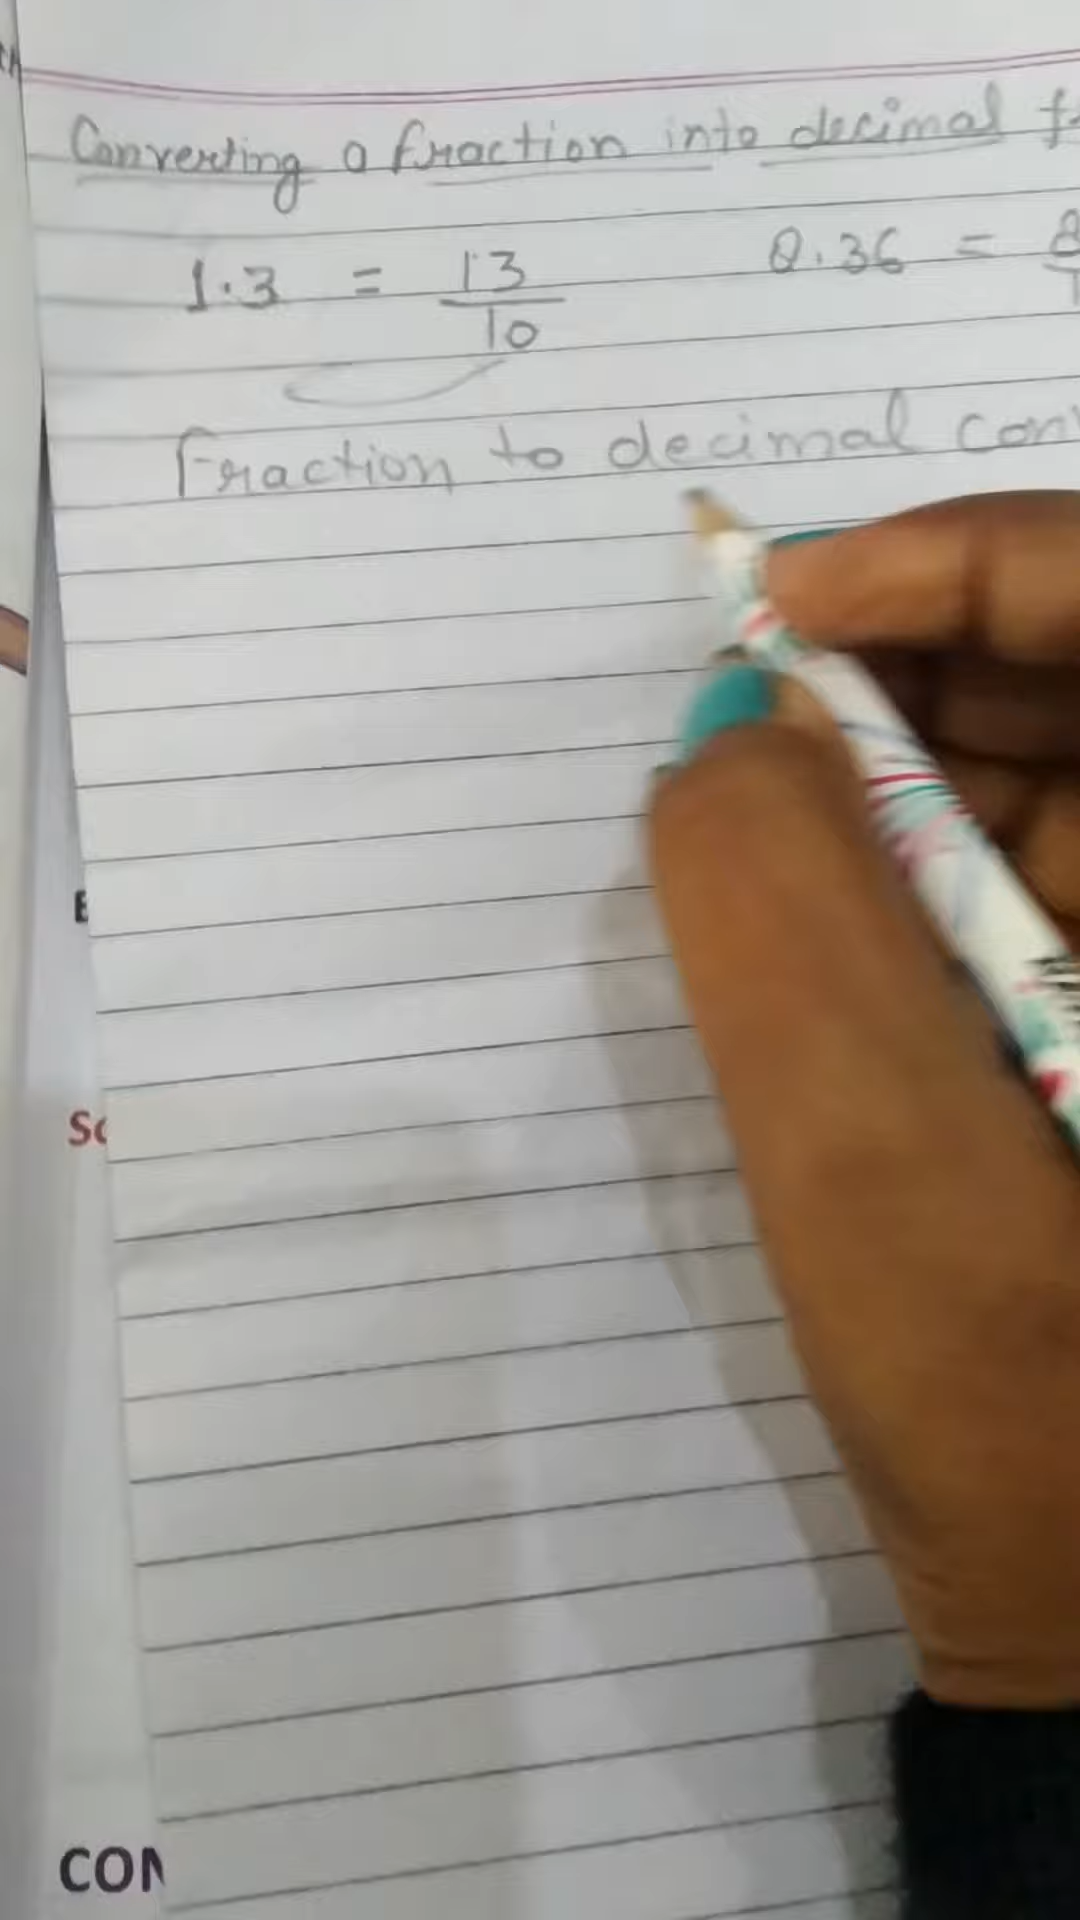 Converting a fraction into decimal
1.3 = 13/10
0.36 =
Fraction to decimal
CON